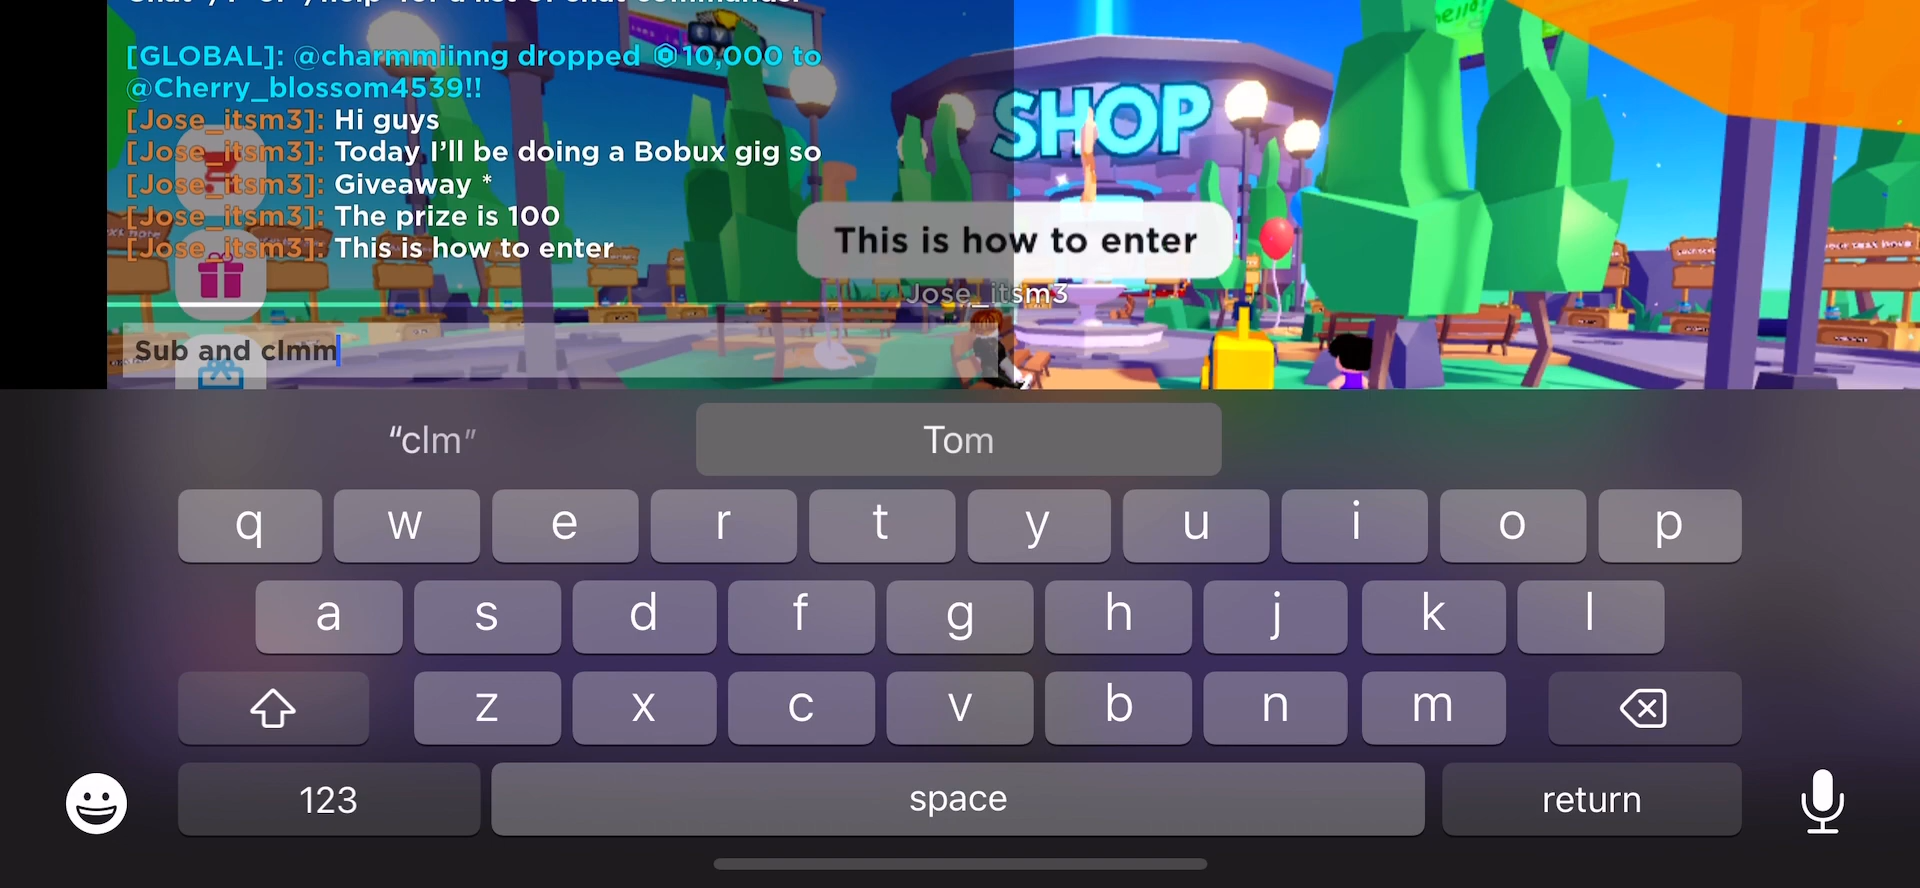 [GLOBAL]: @charmmiinng dropped 10,000 to
@Cherry_blossom4539!!
[Jose_itsm3]: Hi guys
[Jose_itsm3]: Today I’ll be doing a Bobux gig so
[Jose_itsm3]: Giveaway *
[Jose_itsm3]: The prize is 100
[Jose_itsm3]: This is how to enter
SHOP
hello!
This is how to enter
Jose_itsm3
Sub and clmm
“clm” Tom
q w e r t y u i o p
a s d f g h j k l
z x c v b n m
123 space return